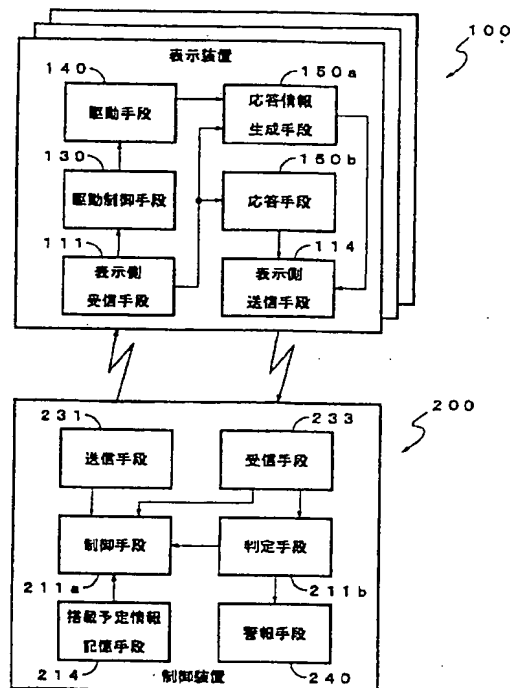 100
表示装置
140
駆動手段
150a
応答情報
生成手段
130
駆動制御手段
150b
応答手段
111
表示側
受信手段
114
表示側
送信手段
200
231
送信手段
233
受信手段
制御手段
211a
判定手段
211b
搭載予定情報
記憶手段
214
警報手段
240
制御装置